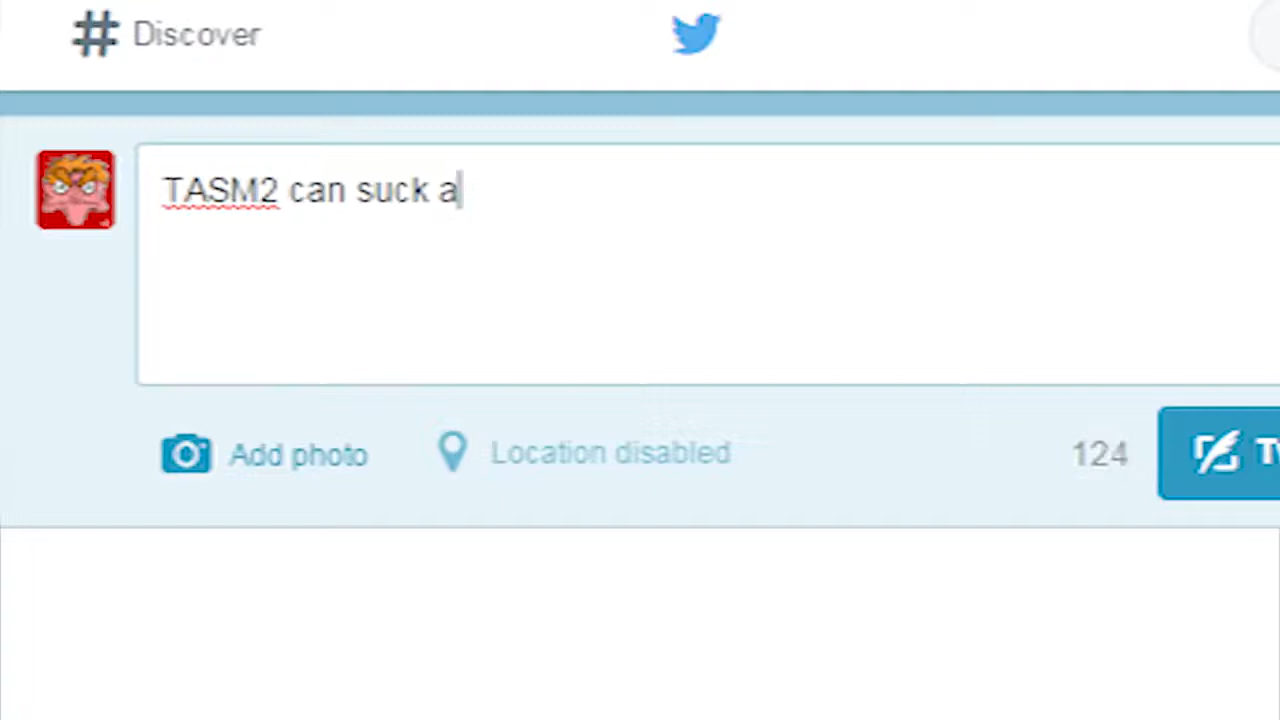 Discover
TASM2 can suck a
Add photo
Location disabled
124